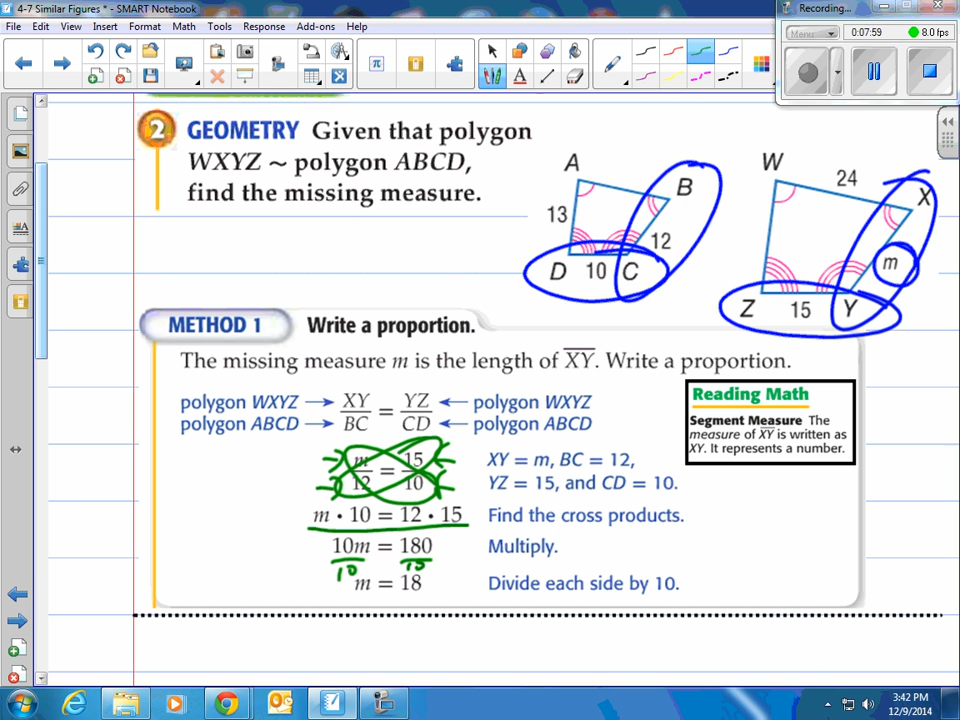 4-7 Similar Figures * - SMART Notebook
Recording...
File Edit View Insert Format Math Tools Response Add-ons Help
Menu
0:07:59
8.0 fps
2 GEOMETRY Given that polygon
WXYZ ~ polygon ABCD,
find the missing measure.
A
B
13
12
D 10 C
W
24
X
m
Z 15 Y
METHOD 1 Write a proportion.
The missing measure m is the length of XY. Write a proportion.
polygon WXYZ → XY YZ ← polygon WXYZ
=
polygon ABCD → BC CD ← polygon ABCD
m 15 XY = m, BC = 12,
=
12 10 YZ = 15, and CD = 10.
m • 10 = 12 • 15 Find the cross products.
10m = 180 Multiply.
10 10
m = 18 Divide each side by 10.
Reading Math
Segment Measure The
measure of XY is written as
XY. It represents a number.
3:42 PM
12/9/2014